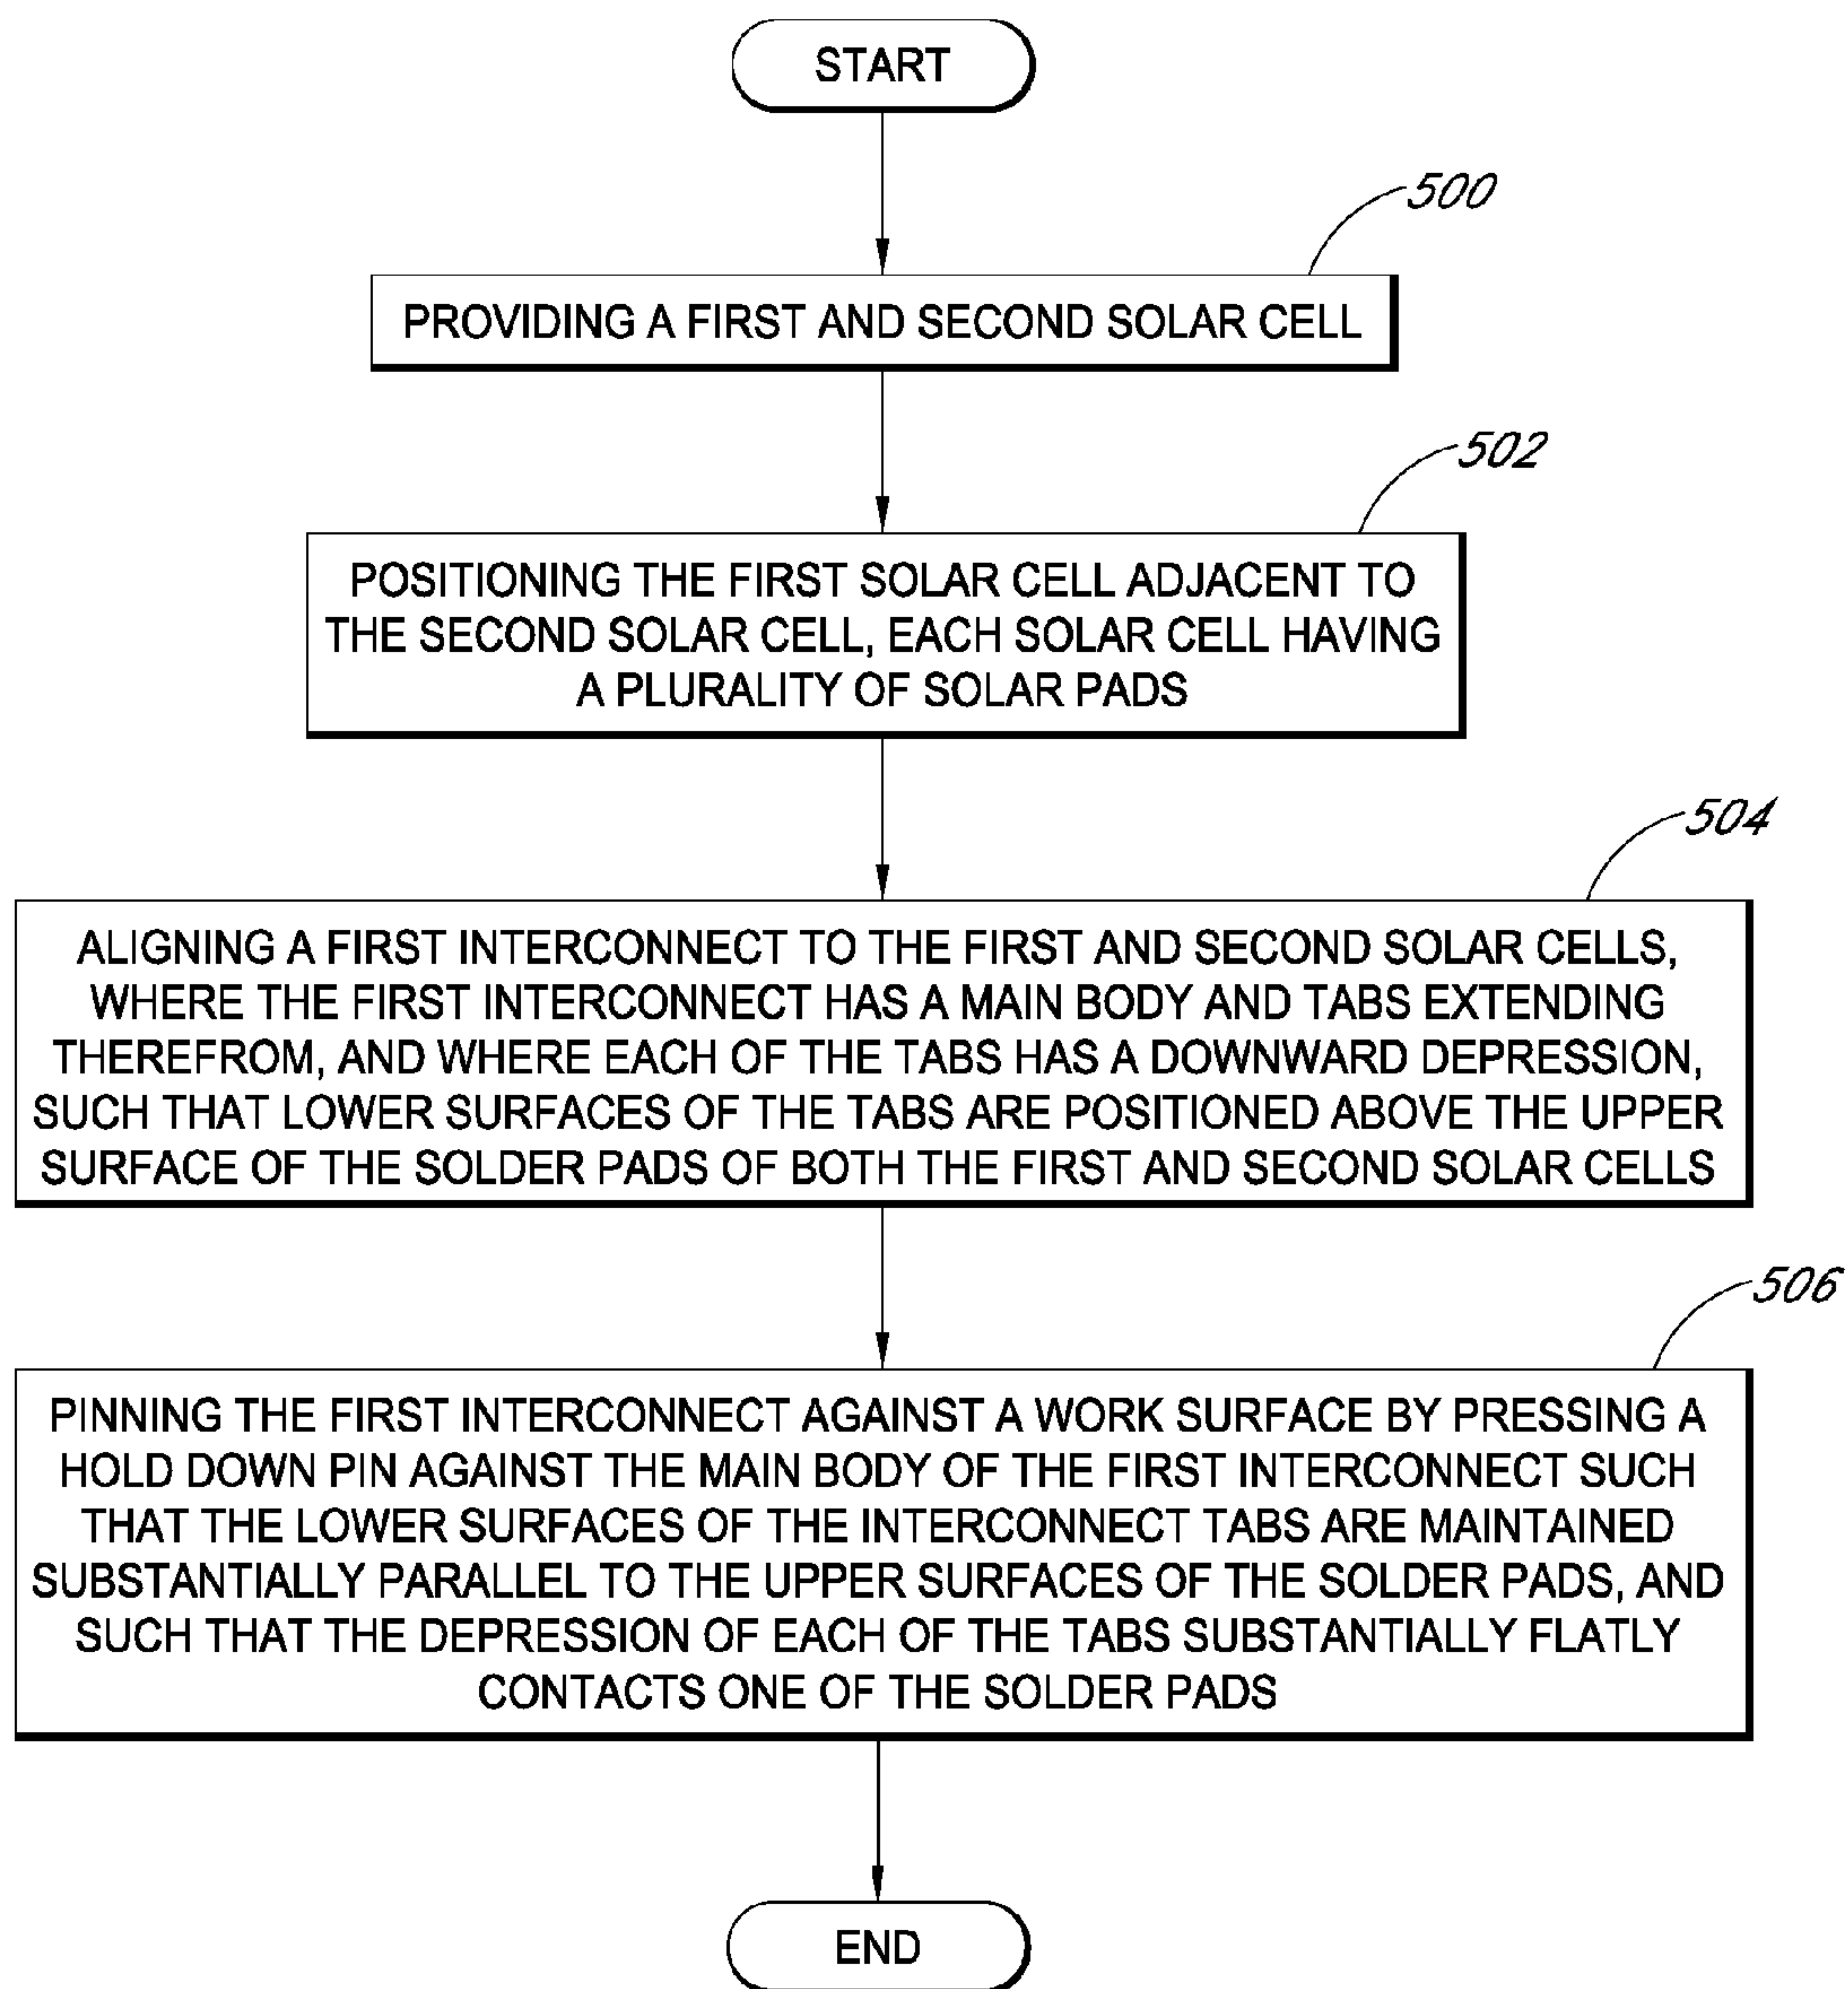 START
500
PROVIDING A FIRST AND SECOND SOLAR CELL
502
POSITIONING THE FIRST SOLAR CELL ADJACENT TO
THE SECOND SOLAR CELL, EACH SOLAR CELL HAVING
A PLURALITY OF SOLAR PADS
504
ALIGNING A FIRST INTERCONNECT TO THE FIRST AND SECOND SOLAR CELLS,
WHERE THE FIRST INTERCONNECT HAS A MAIN BODY AND TABS EXTENDING
THEREFROM, AND WHERE EACH OF THE TABS HAS A DOWNWARD DEPRESSION,
SUCH THAT LOWER SURFACES OF THE TABS ARE POSITIONED ABOVE THE UPPER
SURFACE OF THE SOLDER PADS OF BOTH THE FIRST AND SECOND SOLAR CELLS
506
PINNING THE FIRST INTERCONNECT AGAINST A WORK SURFACE BY PRESSING A
HOLD DOWN PIN AGAINST THE MAIN BODY OF THE FIRST INTERCONNECT SUCH
THAT THE LOWER SURFACES OF THE INTERCONNECT TABS ARE MAINTAINED
SUBSTANTIALLY PARALLEL TO THE UPPER SURFACES OF THE SOLDER PADS, AND
SUCH THAT THE DEPRESSION OF EACH OF THE TABS SUBSTANTIALLY FLATLY
CONTACTS ONE OF THE SOLDER PADS
END